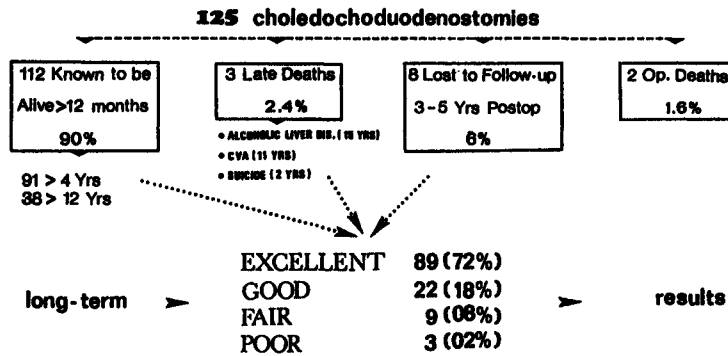 125 choledochoduodenostomies
112 Known to be
Alive>12 months
90%
3 Late Deaths
2.4%
• ALCOHOLIC LIVER DIS. (15 YRS)
• CVA (11 YRS)
• SUICIDE (2 YRS)
8 Lost to Follow-up
3-5 Yrs Postop
6%
2 Op. Deaths
1.6%
91 > 4 Yrs
38 > 12 Yrs
long-term
EXCELLENT 89 (72%)
GOOD 22 (18%)
FAIR 9 (08%)
POOR 3 (02%)
results